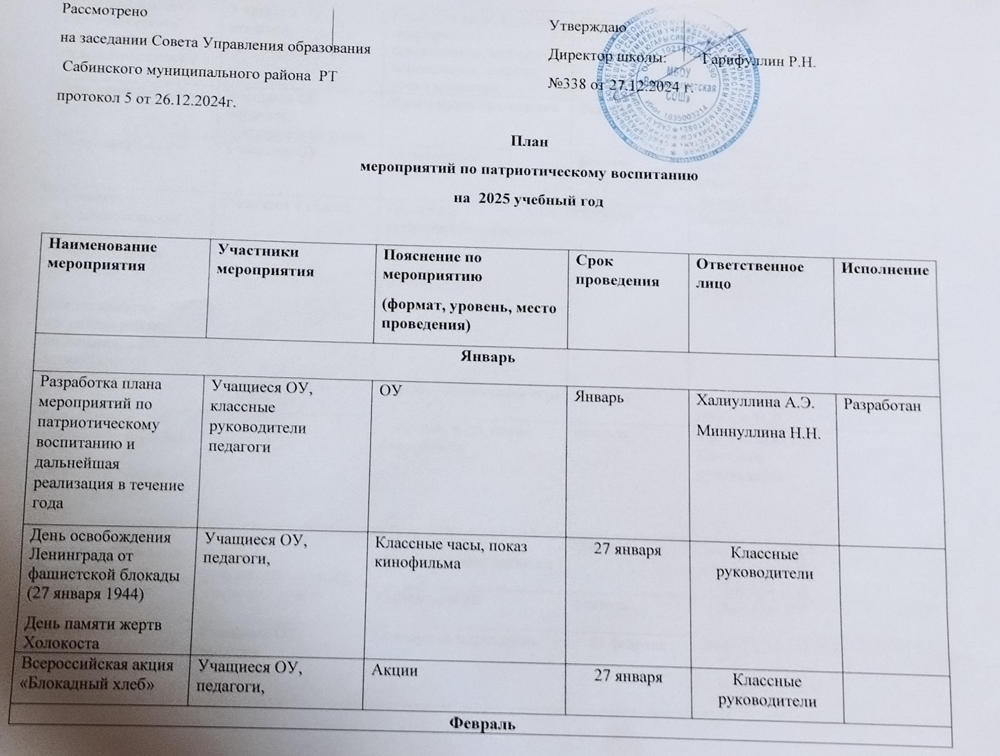 Рассмотрено
на заседании Совета Управления образования
Сабинского муниципального района РТ
протокол 5 от 26.12.2024г.
Утверждаю
Директор школы: Гарифуллин Р.Н.
№338 от 27.12.2024 г.
МБОУ
СОШ»
ИНН 1635003214
План
мероприятий по патриотическому воспитанию
на 2025 учебный год
Наименование
мероприятия
Участники
мероприятия
Пояснение по
мероприятию
(формат, уровень, место
проведения)
Срок
проведения
Ответственное
лицо
Исполнение
Январь
Разработка плана
мероприятий по
патриотическому
воспитанию и
дальнейшая
реализация в течение
года
Учащиеся ОУ,
классные
руководители
педагоги
ОУ
Январь
Халиуллина А.Э.
Миннуллина Н.Н.
Разработан
День освобождения
Ленинграда от
фашистской блокады
(27 января 1944)
День памяти жертв
Холокоста
Учащиеся ОУ,
педагоги,
Классные часы, показ
кинофильма
27 января
Классные
руководители
Всероссийская акция
«Блокадный хлеб»
Учащиеся ОУ,
педагоги,
Акции
27 января
Классные
руководители
Февраль